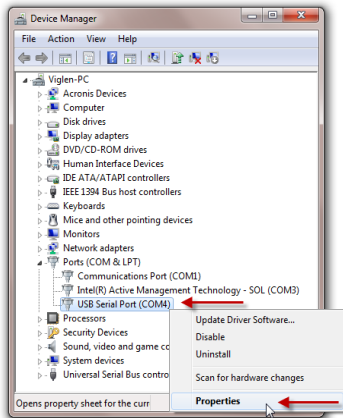 Device Manager
File Action View Help
Viglen-PC
Acronis Devices
Computer
Disk drives
Display adapters
DVD/CD-ROM drives
Human Interface Devices
IDE ATA/ATAPI controllers
IEEE 1394 Bus host controllers
Keyboards
Mice and other pointing devices
Monitors
Network adapters
Ports (COM & LPT)
Communications Port (COM1)
Intel(R) Active Management Technology - SOL (COM3)
USB Serial Port (COM4)
Processors
Security Devices
Sound, video and game co
System devices
Universal Serial Bus contro
Update Driver Software...
Disable
Uninstall
Scan for hardware changes
Properties
Opens property sheet for the curr